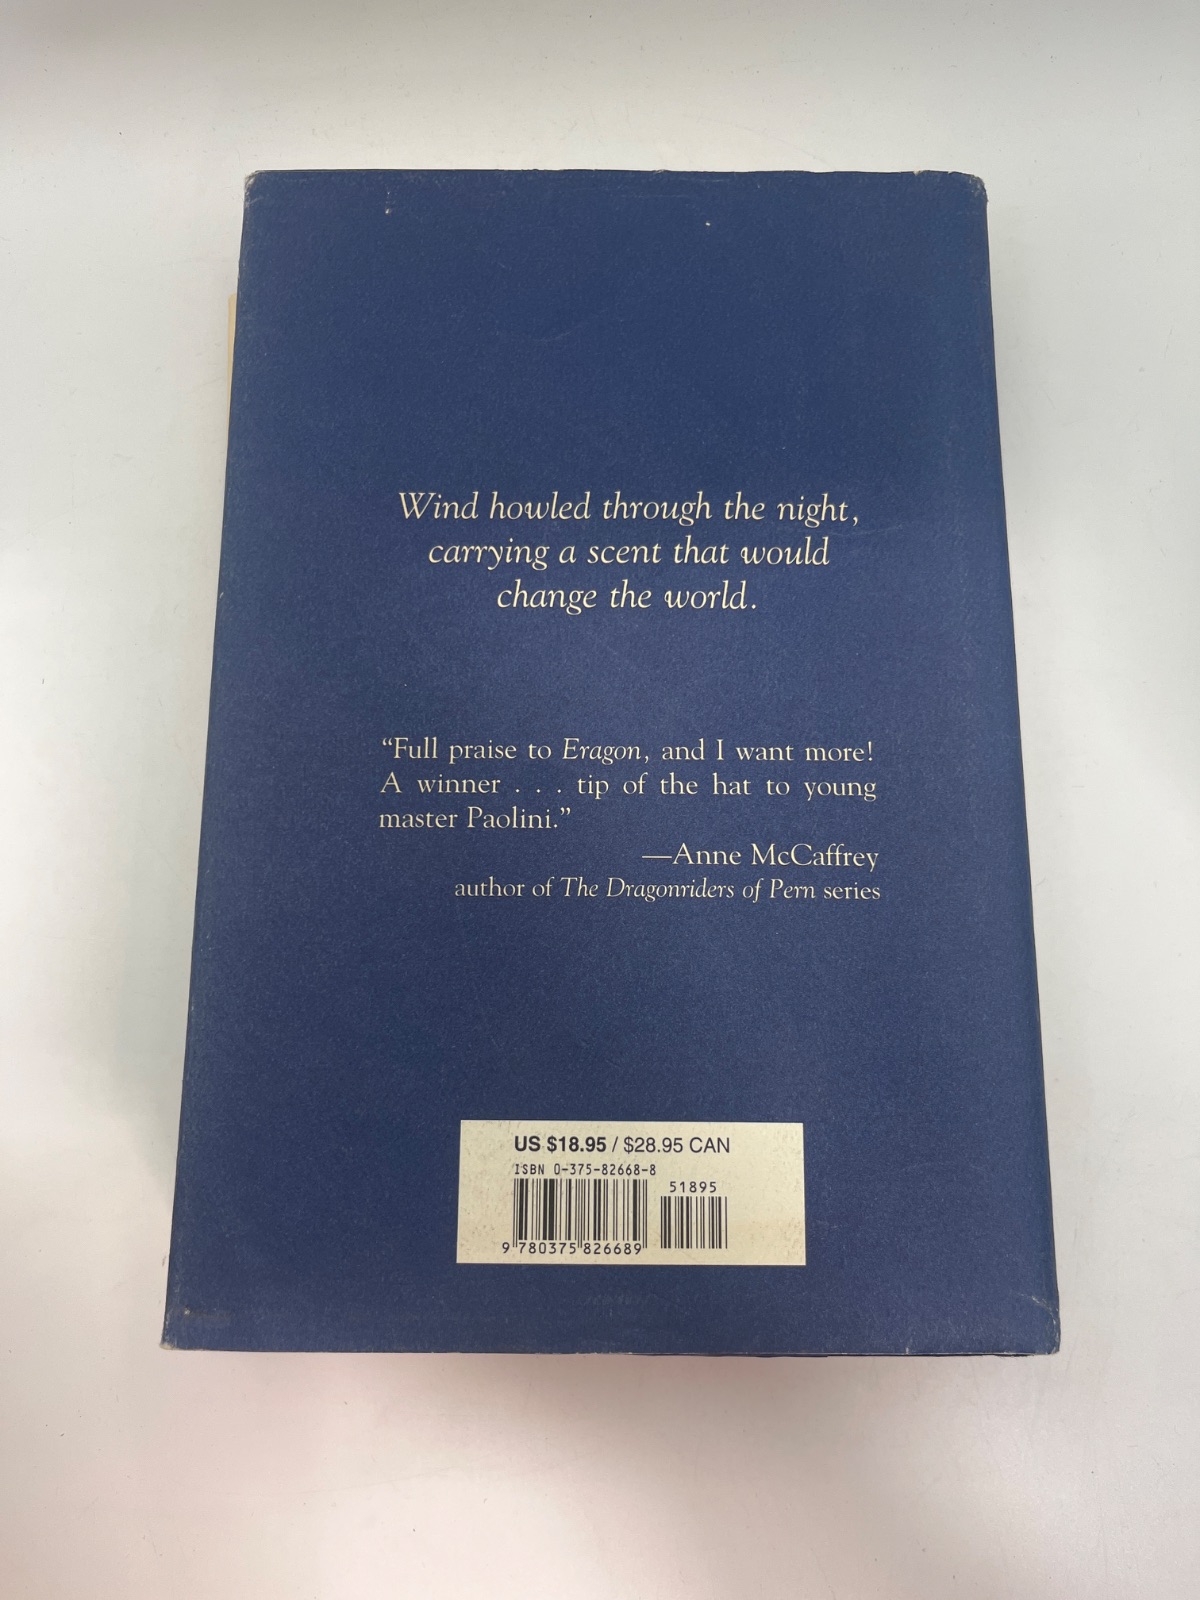 Wind howled through the night,
carrying a scent that would
change the world.
“Full praise to Eragon, and I want more!
A winner . . . tip of the hat to young
master Paolini.”
—Anne McCaffrey
author of The Dragonriders of Pern series
US $18.95 / $28.95 CAN
ISBN 0-375-82668-8
51895
9 780375 826689